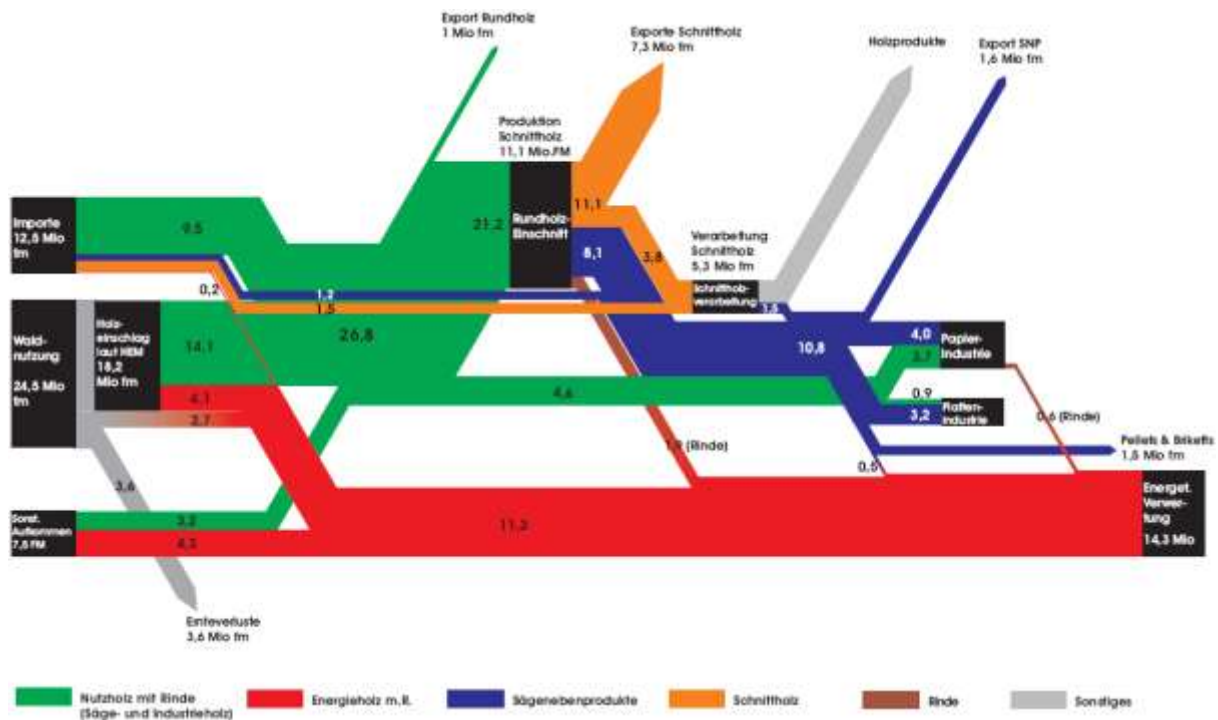 Export Rundholz
1 Mio fm
Exporte Schnittholz
7,3 Mio fm
Holzprodukte
Export SNP
1,6 Mio fm
Produktion
Schnittholz
11,1 Mio.FM
Importe
12,5 Mio
fm
9,5
21,2
Rundholz-
Einschnitt
11,1
8,1
3,8
Verarbeitung
Schnittholz
5,3 Mio fm
Schnittholz-
verarbeitung
0,2
1,2
1,5
Wald-
nutzung
24,5 Mio
fm
Holz-
einschlag
laut HEM
18,2
Mio fm
14,1
26,8
10,8
4,0
Papier-
industrie
3,7
4,1
2,7
4,6
0,9
3,2
Platten-
industrie
0,6 (Rinde)
1,9 (Rinde)
0,5
Pellets & Briketts
1,5 Mio fm
3,6
Sonst.
Aufkommen
7,5 FM
3,2
4,3
11,3
Energet.
Verwer-
tung
14,3 Mio
Ernteverluste
3,6 Mio fm
Nutzholz mit Rinde
(Säge- und Industrieholz)
Energieholz m.R.
Sägenebenprodukte
Schnittholz
Rinde
Sonstiges